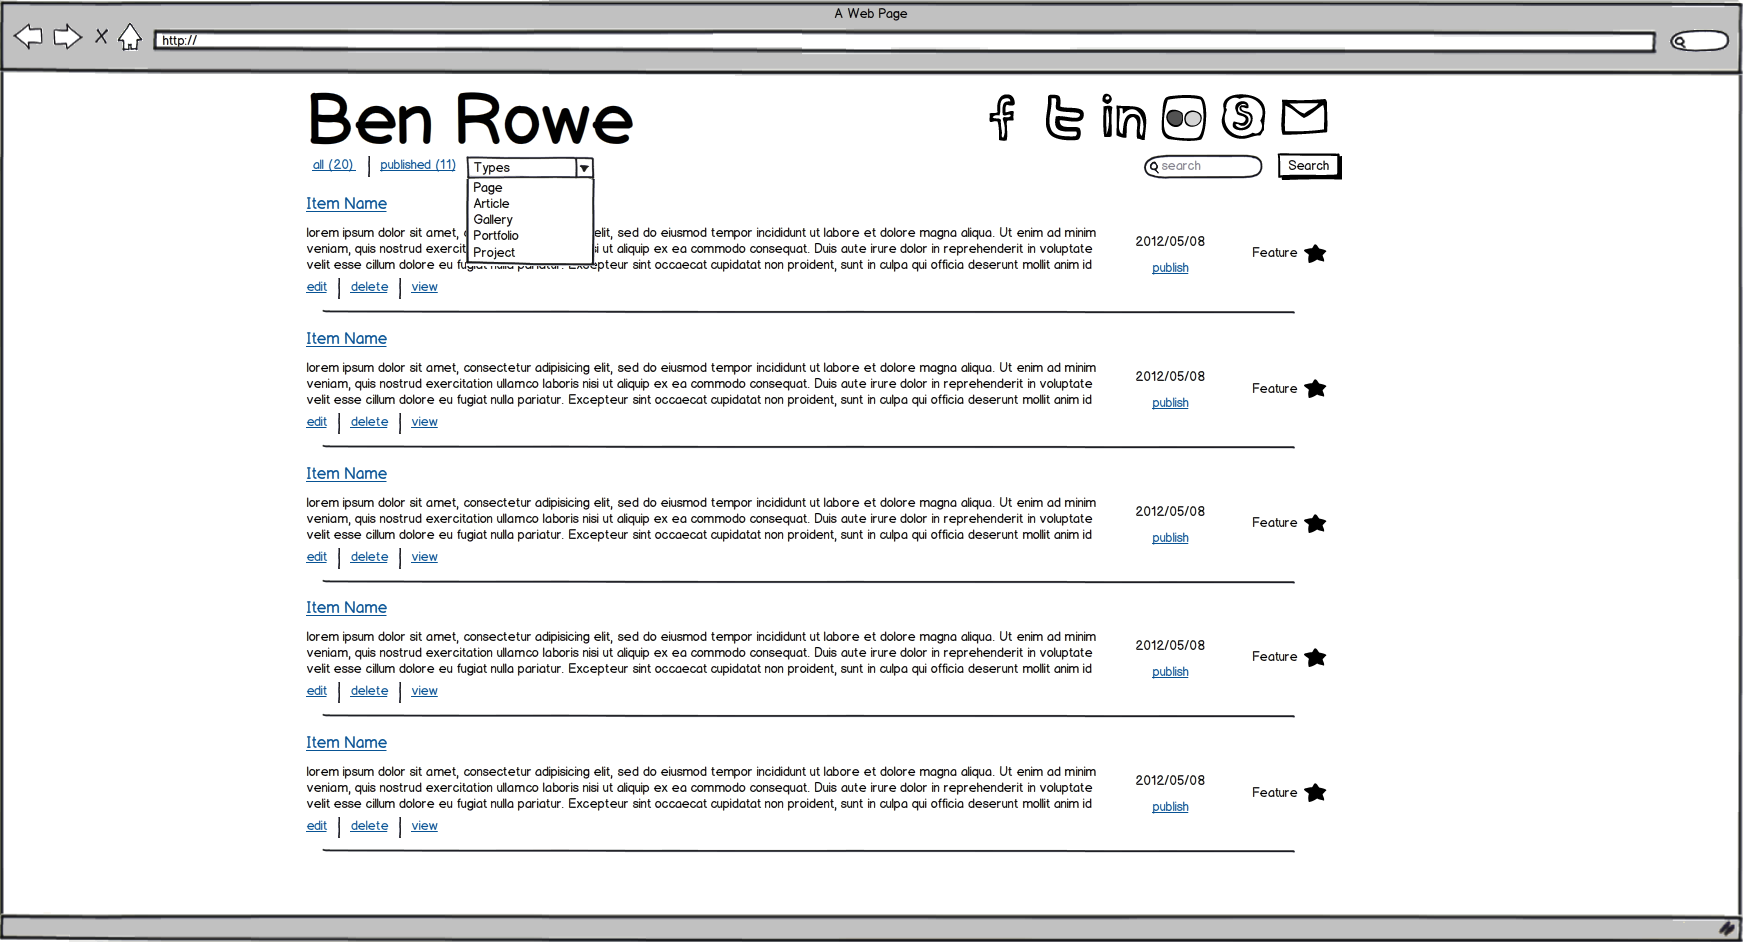 A Web Page
http://
Ben Rowe
all (20) published (11) Types search Search
Page
Article
Gallery
Portfolio
Project
Item Name
lorem ipsum dolor sit amet, elit, sed do eiusmod tempor incididunt ut labore et dolore magna aliqua. Ut enim ad minim
veniam, quis nostrud exercit si ut aliquip ex ea commodo consequat. Duis aute irure dolor in reprehenderit in voluptate
velit esse cillum dolore eu fugiat nulla pariatur. Excepteur sint occaecat cupidatat non proident, sunt in culpa qui officia deserunt mollit anim id
2012/05/08
publish
Feature
edit delete view
Item Name
lorem ipsum dolor sit amet, consectetur adipisicing elit, sed do eiusmod tempor incididunt ut labore et dolore magna aliqua. Ut enim ad minim
veniam, quis nostrud exercitation ullamco laboris nisi ut aliquip ex ea commodo consequat. Duis aute irure dolor in reprehenderit in voluptate
velit esse cillum dolore eu fugiat nulla pariatur. Excepteur sint occaecat cupidatat non proident, sunt in culpa qui officia deserunt mollit anim id
2012/05/08
publish
Feature
edit delete view
Item Name
lorem ipsum dolor sit amet, consectetur adipisicing elit, sed do eiusmod tempor incididunt ut labore et dolore magna aliqua. Ut enim ad minim
veniam, quis nostrud exercitation ullamco laboris nisi ut aliquip ex ea commodo consequat. Duis aute irure dolor in reprehenderit in voluptate
velit esse cillum dolore eu fugiat nulla pariatur. Excepteur sint occaecat cupidatat non proident, sunt in culpa qui officia deserunt mollit anim id
2012/05/08
publish
Feature
edit delete view
Item Name
lorem ipsum dolor sit amet, consectetur adipisicing elit, sed do eiusmod tempor incididunt ut labore et dolore magna aliqua. Ut enim ad minim
veniam, quis nostrud exercitation ullamco laboris nisi ut aliquip ex ea commodo consequat. Duis aute irure dolor in reprehenderit in voluptate
velit esse cillum dolore eu fugiat nulla pariatur. Excepteur sint occaecat cupidatat non proident, sunt in culpa qui officia deserunt mollit anim id
2012/05/08
publish
Feature
edit delete view
Item Name
lorem ipsum dolor sit amet, consectetur adipisicing elit, sed do eiusmod tempor incididunt ut labore et dolore magna aliqua. Ut enim ad minim
veniam, quis nostrud exercitation ullamco laboris nisi ut aliquip ex ea commodo consequat. Duis aute irure dolor in reprehenderit in voluptate
velit esse cillum dolore eu fugiat nulla pariatur. Excepteur sint occaecat cupidatat non proident, sunt in culpa qui officia deserunt mollit anim id
2012/05/08
publish
Feature
edit delete view